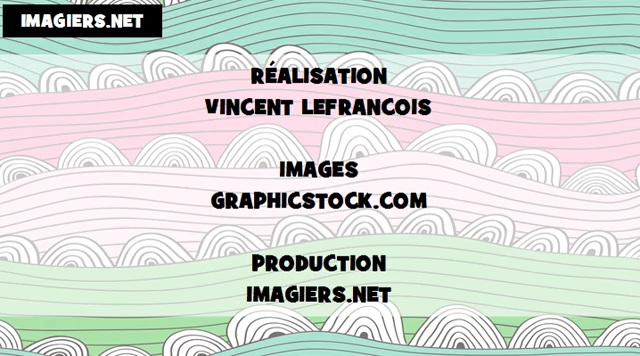 IMAGIERS.NET
RÉALISATION
VINCENT LEFRANCOIS
IMAGES
GRAPHICSTOCK.COM
PRODUCTION
IMAGIERS.NET